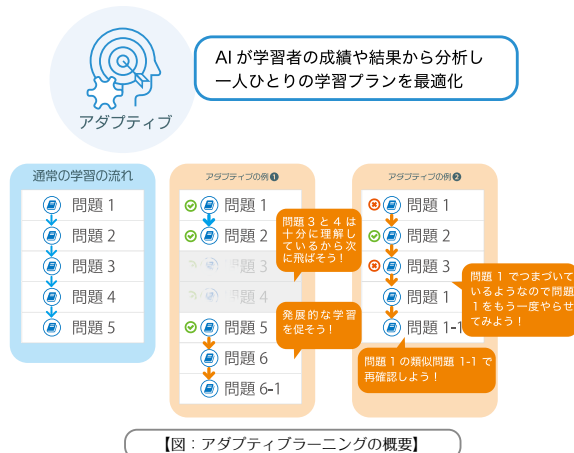 AI が学習者の成績や結果から分析し
一人ひとりの学習プランを最適化
アダプティブ
通常の学習の流れ
問題 1
問題 2
問題 3
問題 4
問題 5
アダプティブの例❶
問題 1
問題 2
問題 3
問題 4
問題 5
問題 6
問題 6-1
問題 3 と 4 は
十分に理解し
ているから次
に飛ばそう！
発展的な学習
を促そう！
アダプティブの例❷
問題 1
問題 2
問題 3
問題 1
問題 1-1
問題 1 でつまづいて
いるようなので問題
1 をもう一度やらせ
てみよう！
問題 1 の類似問題 1-1 で
再確認しよう！
【図：アダプティブラーニングの概要】